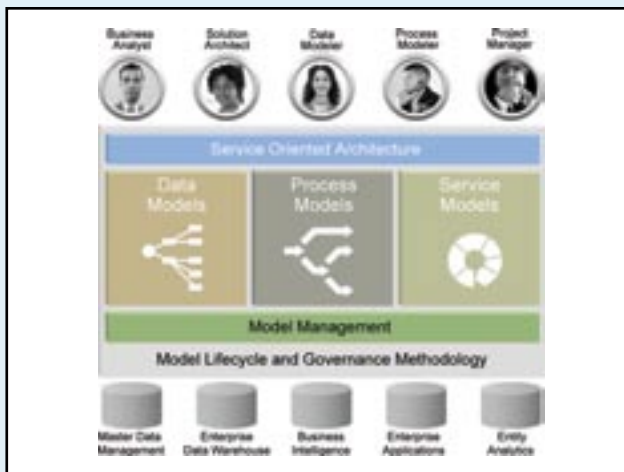 Business
Analyst
Solution
Architect
Data
Modeler
Process
Modeler
Project
Manager
Service Oriented Architecture
Data
Models
Process
Models
Service
Models
Model Management
Model Lifecycle and Governance Methodology
Master Data
Management
Enterprise
Data Warehouse
Business
Intelligence
Enterprise
Applications
Entity
Analytics